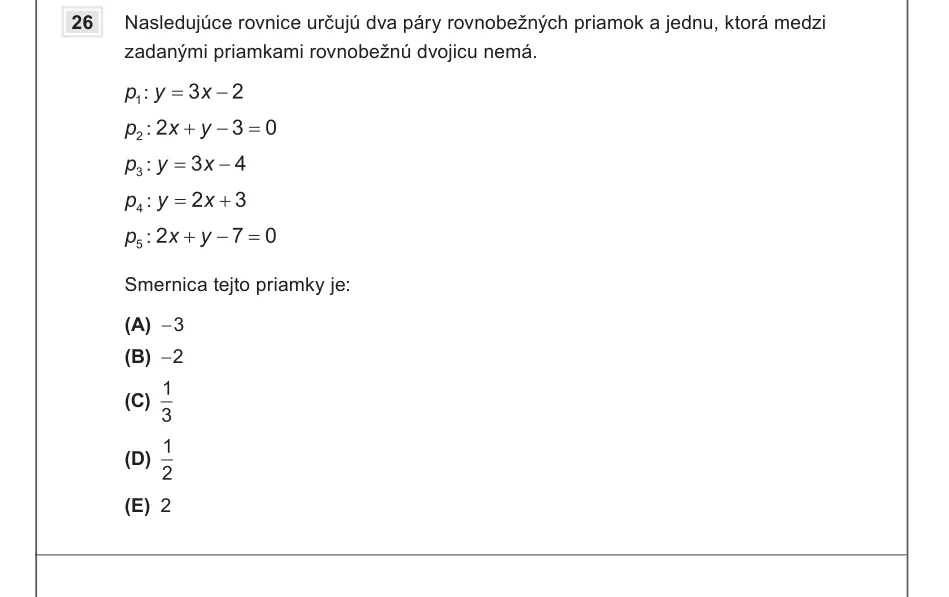 26 Nasledujúce rovnice určujú dva páry rovnobežných priamok a jednu, ktorá medzi
zadanými priamkami rovnobežnú dvojicu nemá.
p₁: y = 3x – 2
p₂: 2x + y – 3 = 0
p₃: y = 3x – 4
p₄: y = 2x + 3
p₅: 2x + y – 7 = 0
Smernica tejto priamky je:
(A) –3
(B) –2
(C) 1/3
(D) 1/2
(E) 2